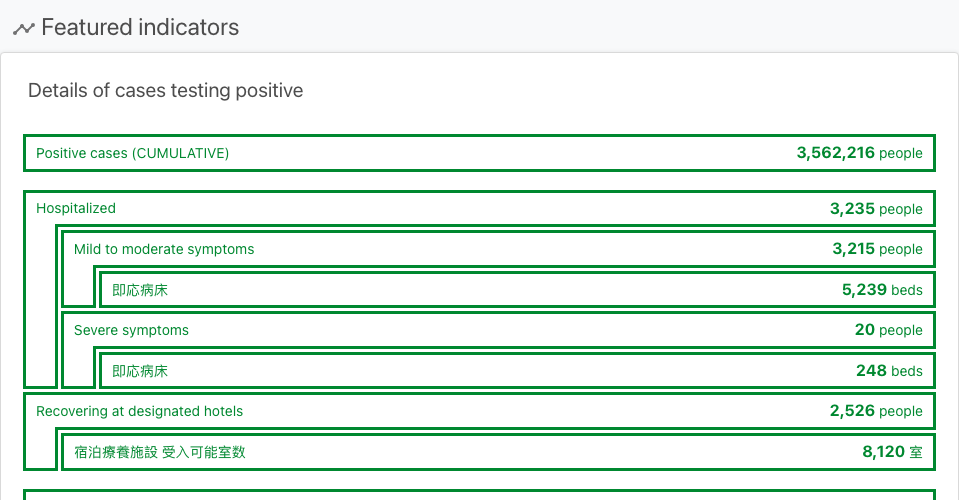 Featured indicators
Details of cases testing positive
Positive cases (CUMULATIVE) 3,562,216 people
Hospitalized 3,235 people
Mild to moderate symptoms 3,215 people
即応病床 5,239 beds
Severe symptoms 20 people
即応病床 248 beds
Recovering at designated hotels 2,526 people
宿泊療養施設 受入可能室数 8,120 室